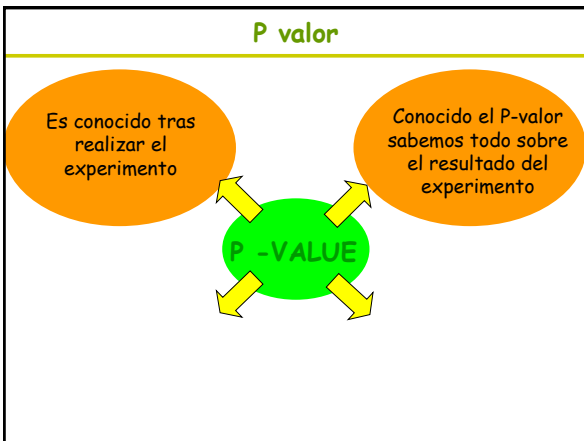 P valor
Es conocido tras
realizar el
experimento
Conocido el P-valor
sabemos todo sobre
el resultado del
experimento
P -VALUE